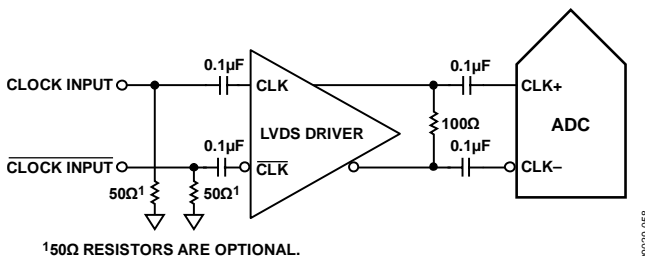 0.1µF
0.1µF
CLOCK INPUT
CLK
CLK+
LVDS DRIVER
100Ω
ADC
0.1µF
0.1µF
CLOCK INPUT
CLK
CLK–
50Ω¹
50Ω¹
¹50Ω RESISTORS ARE OPTIONAL.